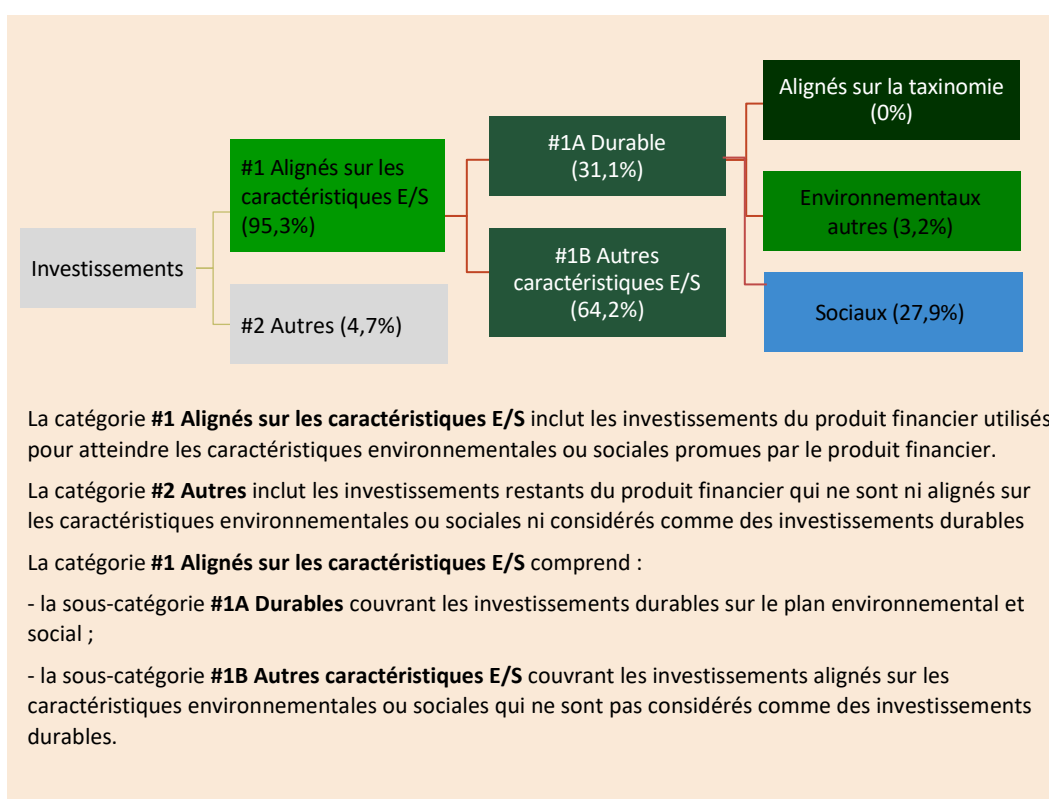 Investissements
#1 Alignés sur les
caractéristiques E/S
(95,3%)
#2 Autres (4,7%)
#1A Durable
(31,1%)
#1B Autres
caractéristiques E/S
(64,2%)
Alignés sur la taxinomie
(0%)
Environnementaux
autres (3,2%)
Sociaux (27,9%)
La catégorie #1 Alignés sur les caractéristiques E/S inclut les investissements du produit financier utilisés
pour atteindre les caractéristiques environnementales ou sociales promues par le produit financier.
La catégorie #2 Autres inclut les investissements restants du produit financier qui ne sont ni alignés sur
les caractéristiques environnementales ou sociales ni considérés comme des investissements durables
La catégorie #1 Alignés sur les caractéristiques E/S comprend :
- la sous-catégorie #1A Durables couvrant les investissements durables sur le plan environnemental et
social ;
- la sous-catégorie #1B Autres caractéristiques E/S couvrant les investissements alignés sur les
caractéristiques environnementales ou sociales qui ne sont pas considérés comme des investissements
durables.